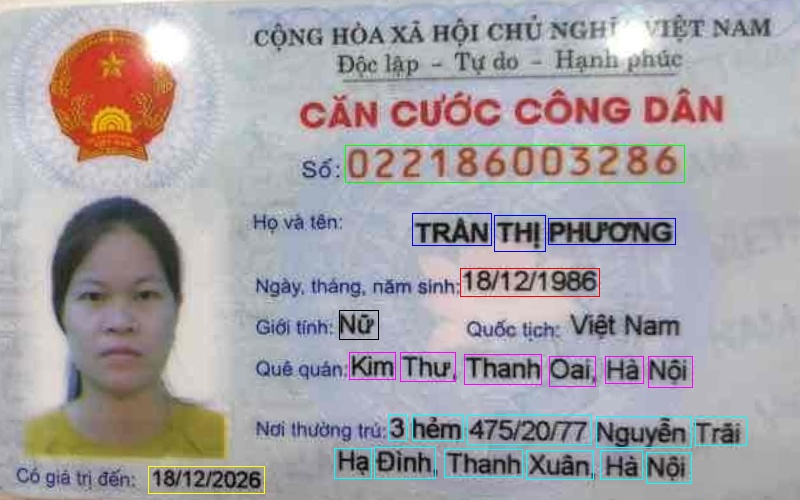 CỘNG HÒA XÃ HỘI CHỦ NGHĨA VIỆT NAM
Độc lập - Tự do - Hạnh phúc
CĂN CƯỚC CÔNG DÂN
Số: 022186003286
Họ và tên: TRẦN THỊ PHƯƠNG
Ngày, tháng, năm sinh: 18/12/1986
Giới tính: Nữ Quốc tịch: Việt Nam
Quê quán: Kim Thư, Thanh Oai, Hà Nội
Nơi thường trú: 3 hẻm 475/20/77 Nguyễn Trãi
Hạ Đình, Thanh Xuân, Hà Nội
Có giá trị đến: 18/12/2026